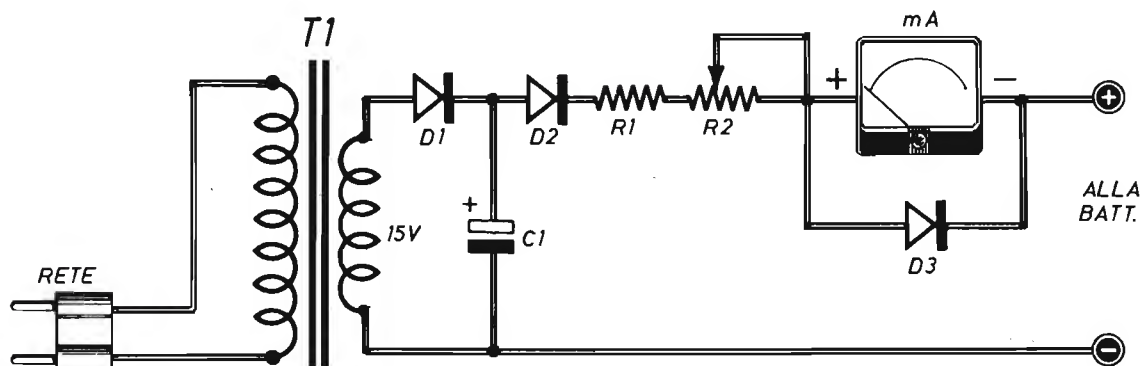 T1
mA
+
−
+
D1
D2
R1
R2
ALLA
BATT.
+
15V
C1
D3
RETE
−